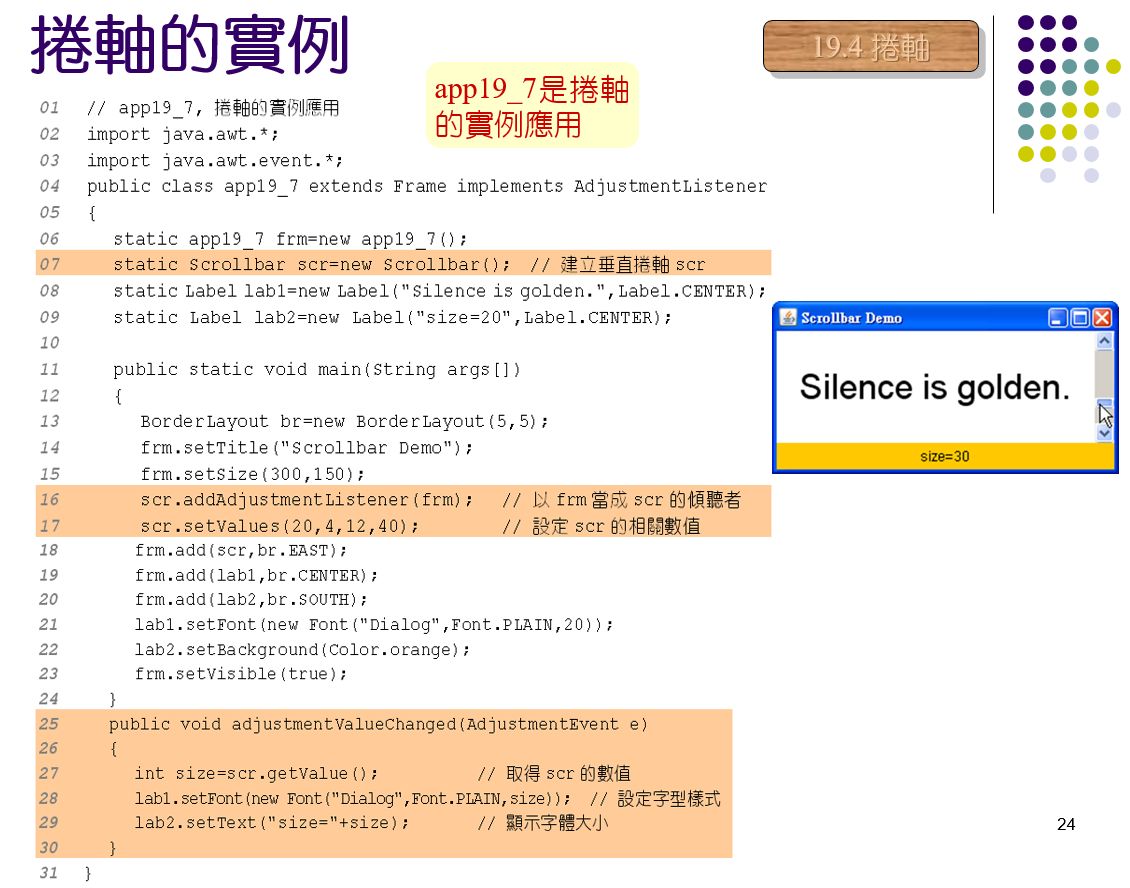 捲軸的實例
19.4 捲軸
app19_7是捲軸
的實例應用
01 // app19_7, 捲軸的實例應用
02 import java.awt.*;
03 import java.awt.event.*;
04 public class app19_7 extends Frame implements AdjustmentListener
05 {
06 static app19_7 frm=new app19_7();
07 static Scrollbar scr=new Scrollbar(); // 建立垂直捲軸 scr
08 static Label lab1=new Label("Silence is golden.",Label.CENTER);
09 static Label lab2=new Label("size=20",Label.CENTER);
10
11 public static void main(String args[])
12 {
13 BorderLayout br=new BorderLayout(5,5);
14 frm.setTitle("Scrollbar Demo");
15 frm.setSize(300,150);
16 scr.addAdjustmentListener(frm); // 以 frm 當成 scr 的傾聽者
17 scr.setValues(20,4,12,40); // 設定 scr 的相關數值
18 frm.add(scr,br.EAST);
19 frm.add(lab1,br.CENTER);
20 frm.add(lab2,br.SOUTH);
21 lab1.setFont(new Font("Dialog",Font.PLAIN,20));
22 lab2.setBackground(Color.orange);
23 frm.setVisible(true);
24 }
25 public void adjustmentValueChanged(AdjustmentEvent e)
26 {
27 int size=scr.getValue(); // 取得 scr 的數值
28 lab1.setFont(new Font("Dialog",Font.PLAIN,size)); // 設定字型樣式
29 lab2.setText("size="+size); // 顯示字體大小
30 }
31 }
Scrollbar Demo
Silence is golden.
size=30
24